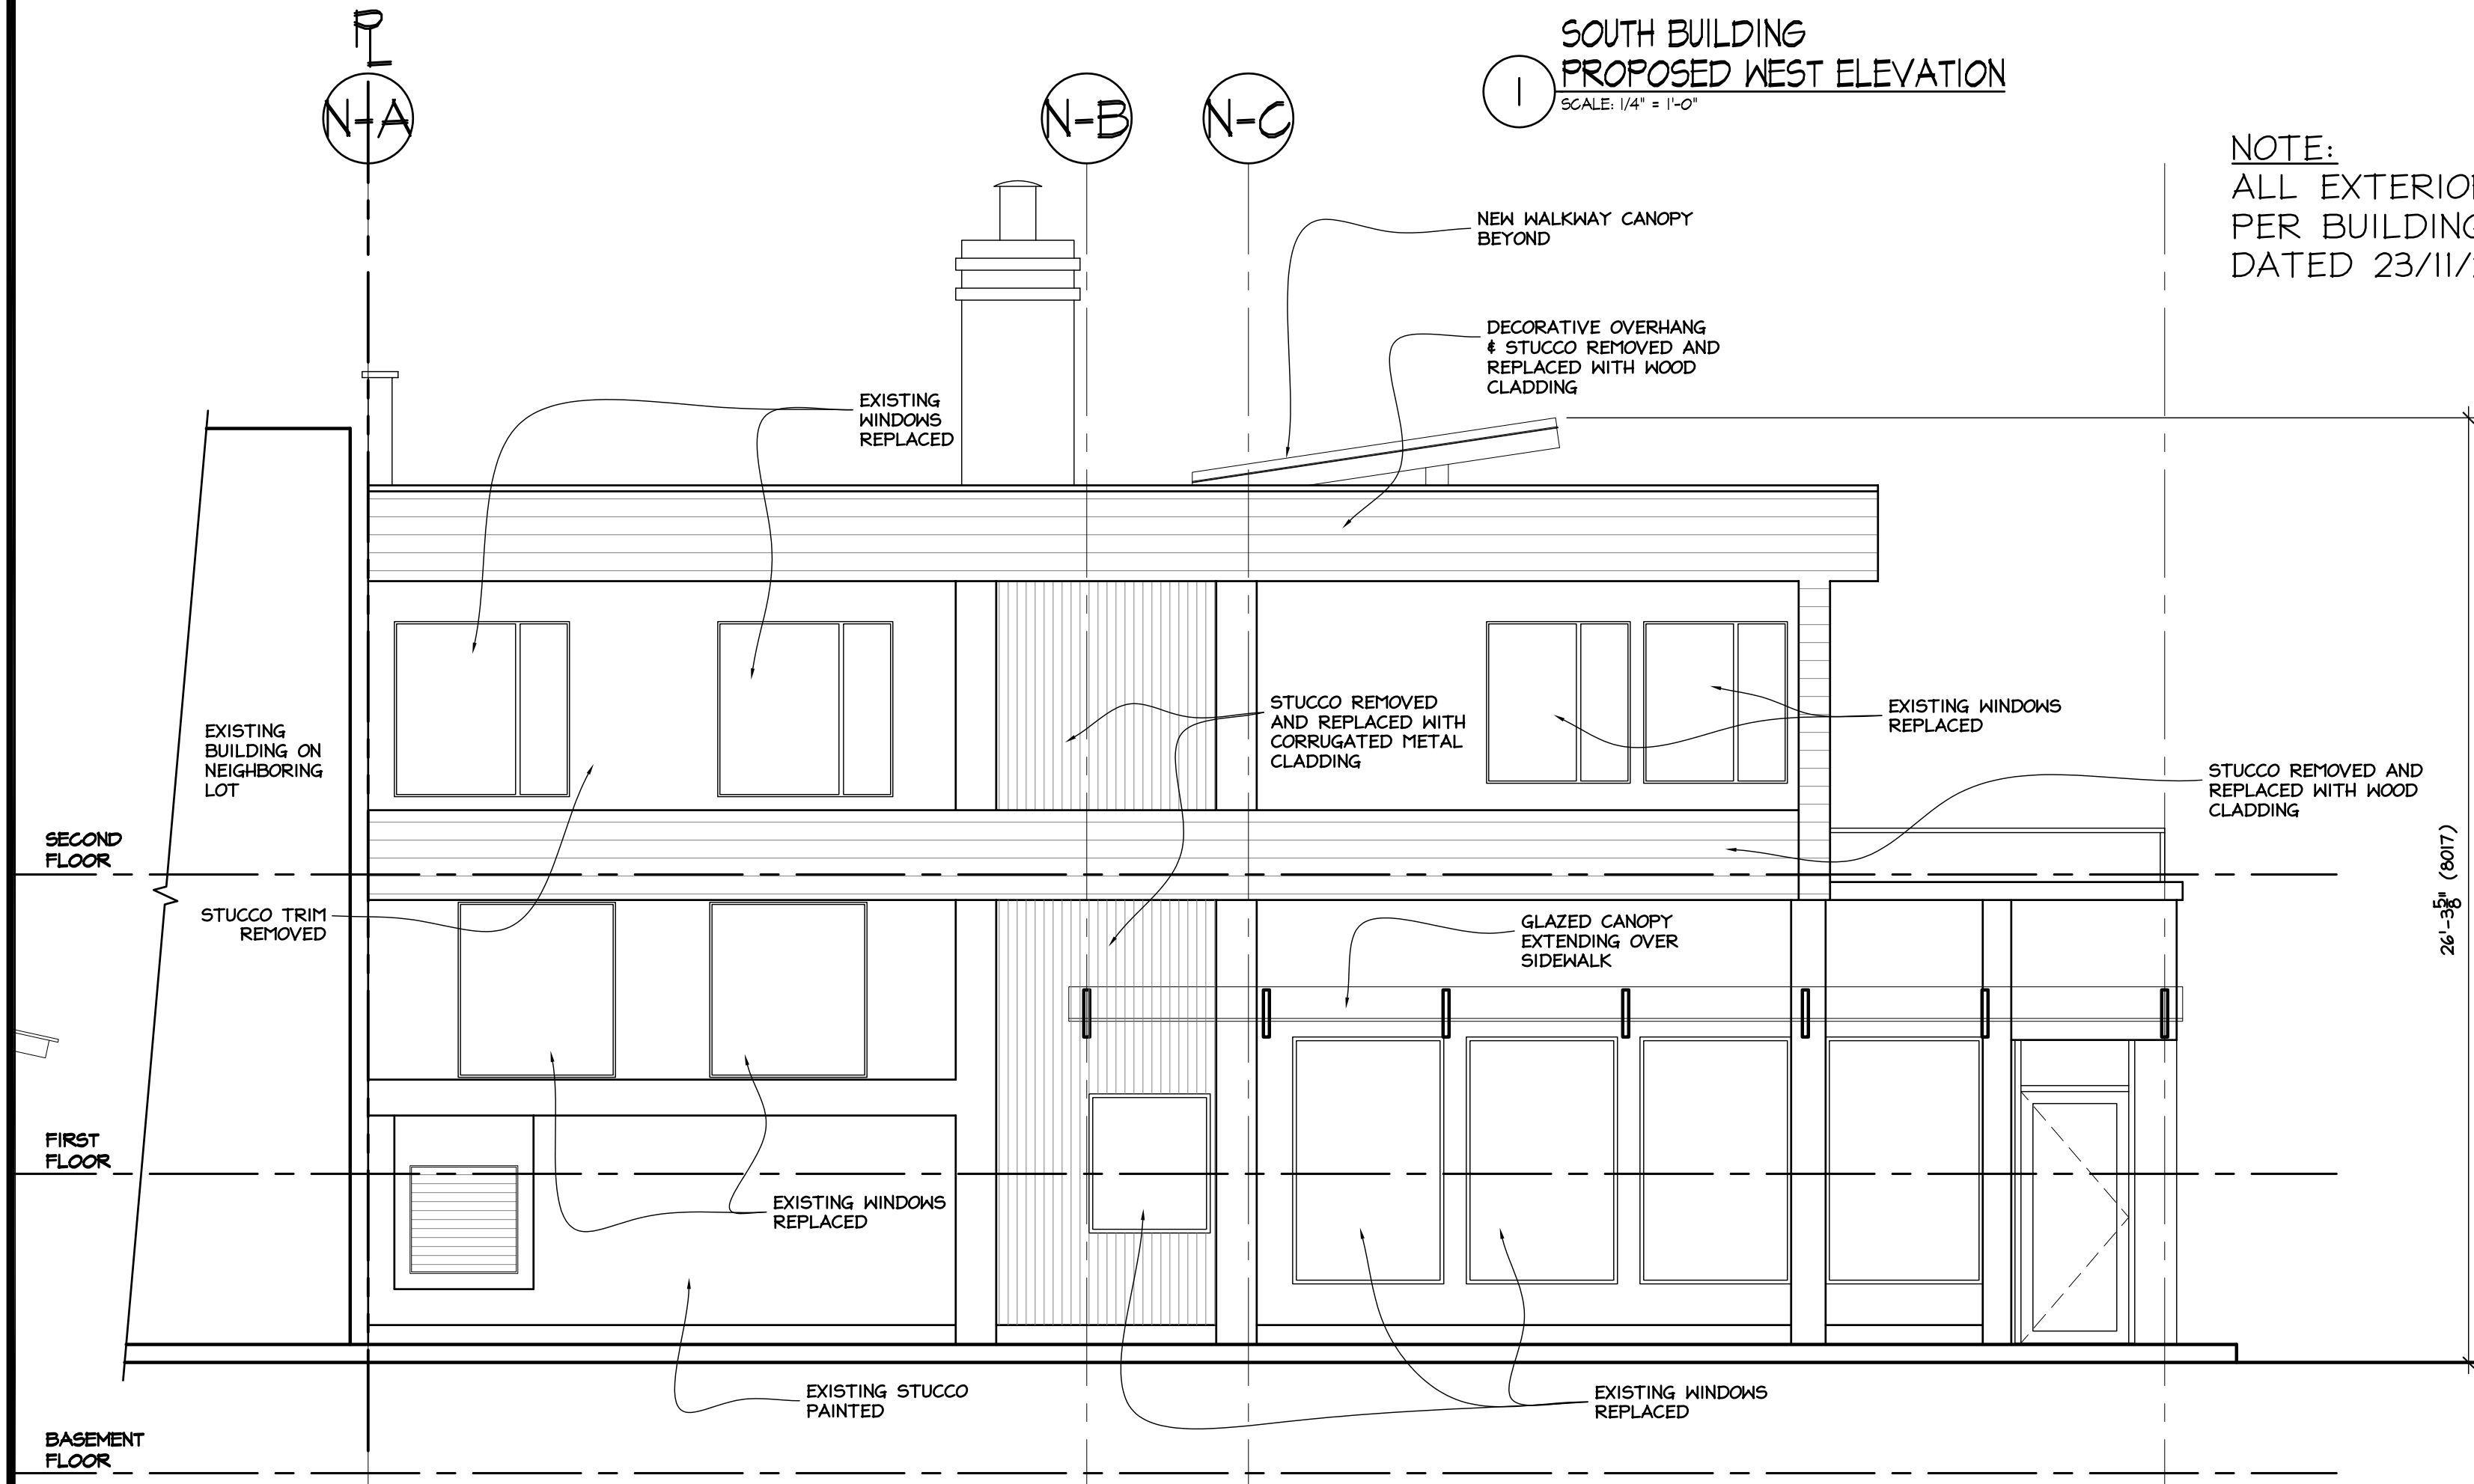 PL
N-A
N-B
N-C
1
SOUTH BUILDING
PROPOSED WEST ELEVATION
SCALE: 1/4" = 1'-0"
NOTE:
ALL EXTERIOR
PER BUILDING
DATED 23/11/
NEW WALKWAY CANOPY
BEYOND
DECORATIVE OVERHANG
& STUCCO REMOVED AND
REPLACED WITH WOOD
CLADDING
EXISTING
WINDOWS
REPLACED
EXISTING
BUILDING ON
NEIGHBORING
LOT
STUCCO REMOVED
AND REPLACED WITH
CORRUGATED METAL
CLADDING
EXISTING WINDOWS
REPLACED
STUCCO REMOVED AND
REPLACED WITH WOOD
CLADDING
SECOND
FLOOR
26'-3 5/8" (8017)
STUCCO TRIM
REMOVED
GLAZED CANOPY
EXTENDING OVER
SIDEWALK
FIRST
FLOOR
EXISTING WINDOWS
REPLACED
EXISTING STUCCO
PAINTED
EXISTING WINDOWS
REPLACED
BASEMENT
FLOOR